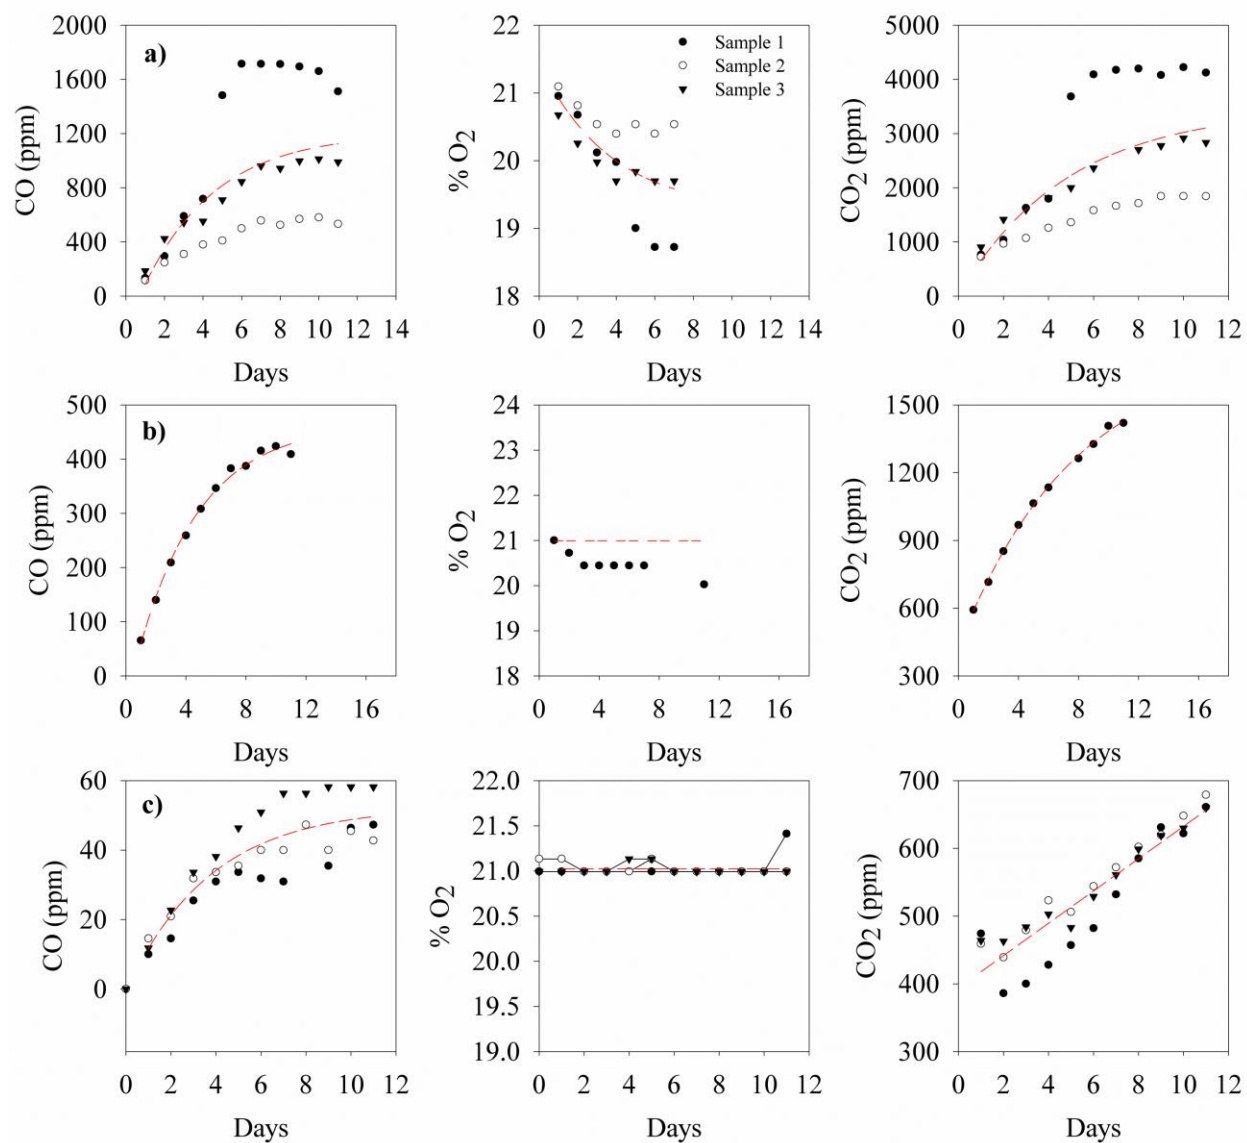 a)
CO (ppm)
2000
1600
1200
800
400
0
0 2 4 6 8 10 12 14
Days
% O2
22
21
20
19
18
Sample 1
Sample 2
Sample 3
0 2 4 6 8 10 12 14
Days
CO2 (ppm)
5000
4000
3000
2000
1000
0
0 2 4 6 8 10 12
Days
b)
CO (ppm)
500
400
300
200
100
0
0 4 8 12 16
Days
% O2
24
23
22
21
20
19
18
0 4 8 12 16
Days
CO2 (ppm)
1500
1200
900
600
300
0 4 8 12 16
Days
c)
CO (ppm)
60
40
20
0
0 2 4 6 8 10 12
Days
% O2
22.0
21.5
21.0
20.5
20.0
19.5
19.0
0 2 4 6 8 10 12
Days
CO2 (ppm)
700
600
500
400
300
0 2 4 6 8 10 12
Days